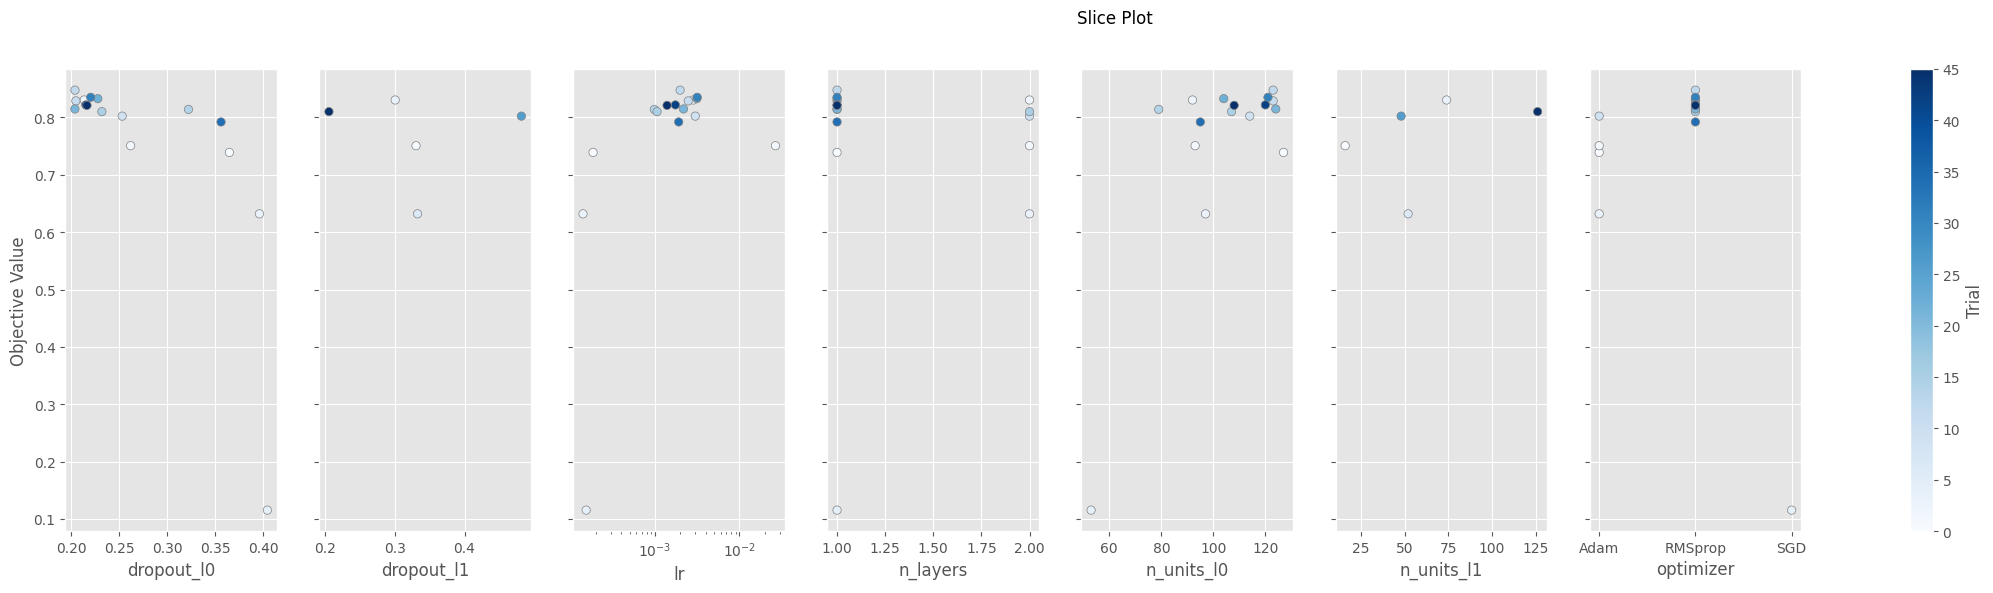 Slice Plot
Objective Value
0.8
0.7
0.6
0.5
0.4
0.3
0.2
0.1
0.20 0.25 0.30 0.35 0.40
dropout_l0
0.2 0.3 0.4
dropout_l1
10⁻³ 10⁻²
lr
1.00 1.25 1.50 1.75 2.00
n_layers
60 80 100 120
n_units_l0
25 50 75 100 125
n_units_l1
Adam RMSprop SGD
optimizer
45
40
35
30
25
20
15
10
5
0
Trial